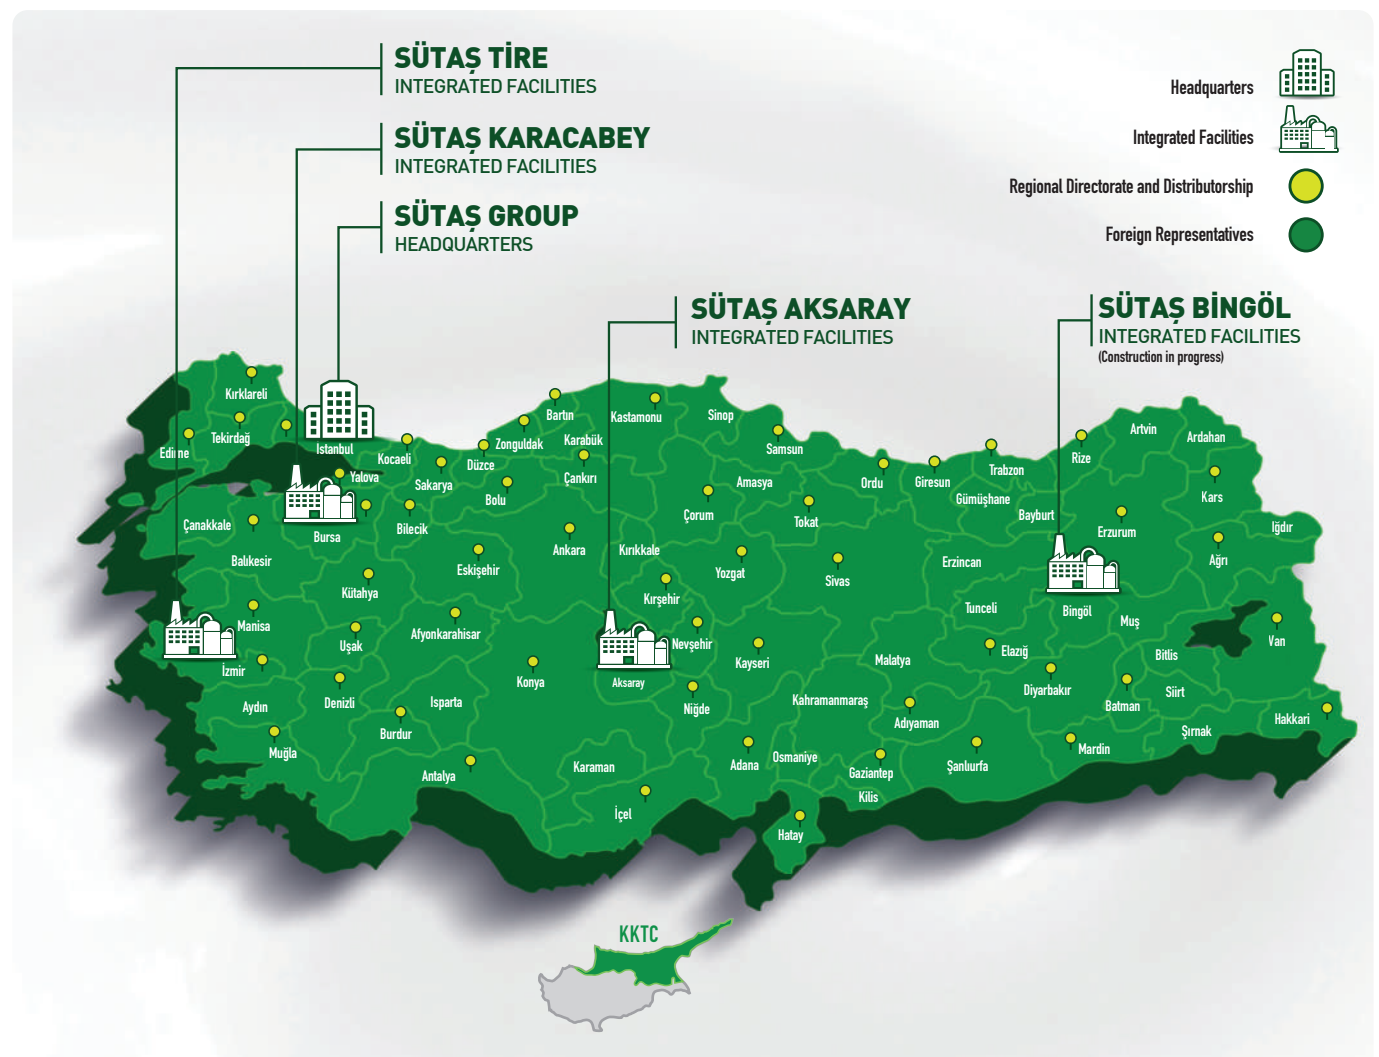 SÜTAŞ TİRE
INTEGRATED FACILITIES
SÜTAŞ KARACABEY
INTEGRATED FACILITIES
SÜTAŞ GROUP
HEADQUARTERS
Headquarters
Integrated Facilities
Regional Directorate and Distributorship
Foreign Representatives
SÜTAŞ AKSARAY
INTEGRATED FACILITIES
SÜTAŞ BİNGÖL
INTEGRATED FACILITIES
(Construction in progress)
Kırklareli
Tekirdağ
Edirne
Istanbul
Kocaeli
Yalova
Sakarya
Düzce
Zonguldak
Bartın
Karabük
Kastamonu
Sinop
Samsun
Çankırı
Bolu
Amasya
Ordu
Giresun
Trabzon
Gümüşhane
Rize
Artvin
Ardahan
Kars
Bayburt
Erzurum
Iğdır
Ağrı
Çanakkale
Bursa
Bilecik
Çorum
Tokat
Balıkesir
Kütahya
Eskişehir
Ankara
Kırıkkale
Yozgat
Sivas
Erzincan
Kırşehir
Tunceli
Bingöl
Muş
Van
Manisa
Uşak
Afyonkarahisar
Nevşehir
Kayseri
Malatya
Elazığ
Bitlis
İzmir
Aksaray
Konya
Diyarbakır
Siirt
Batman
Aydın
Denizli
Isparta
Niğde
Kahramanmaraş
Adıyaman
Şırnak
Hakkari
Burdur
Muğla
Mardin
Antalya
Karaman
Adana
Osmaniye
Gaziantep
Şanlıurfa
Kilis
İçel
Hatay
KKTC